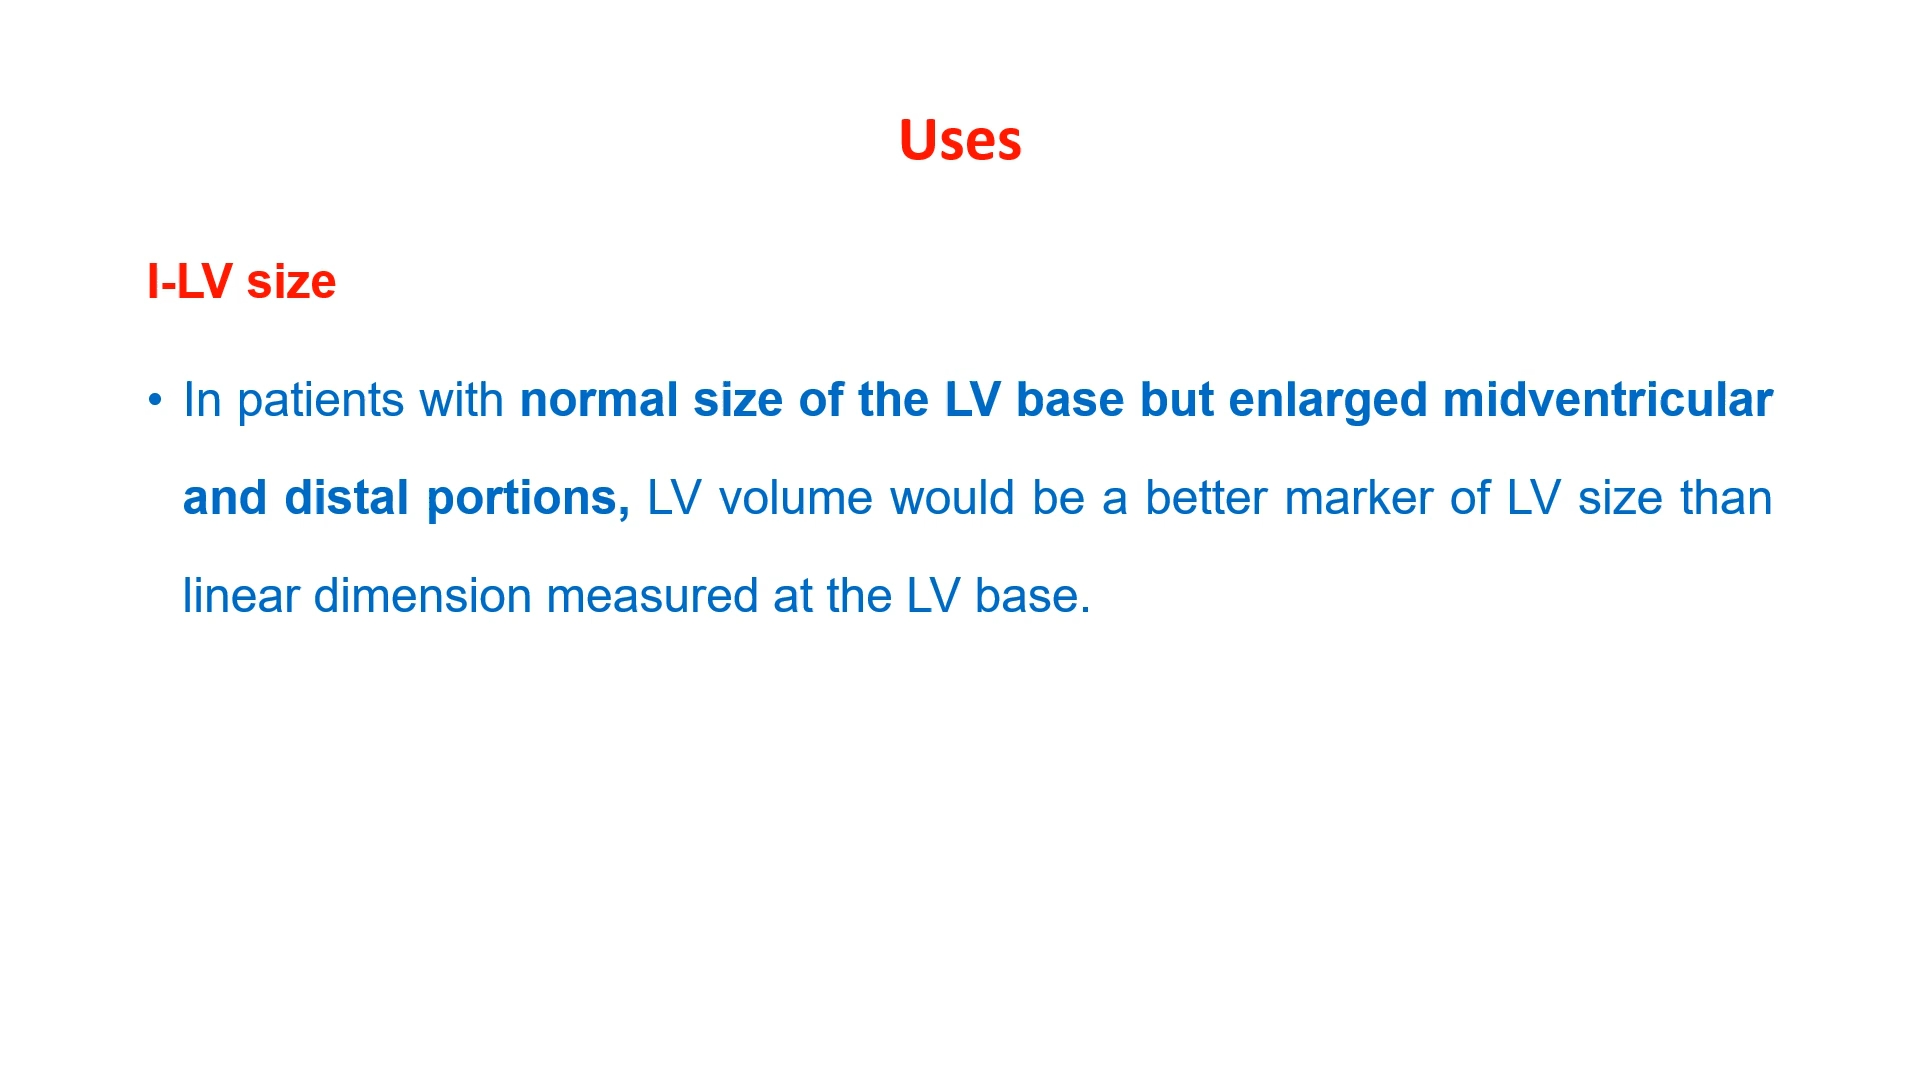 Uses
I-LV size
• In patients with normal size of the LV base but enlarged midventricular
and distal portions, LV volume would be a better marker of LV size than
linear dimension measured at the LV base.